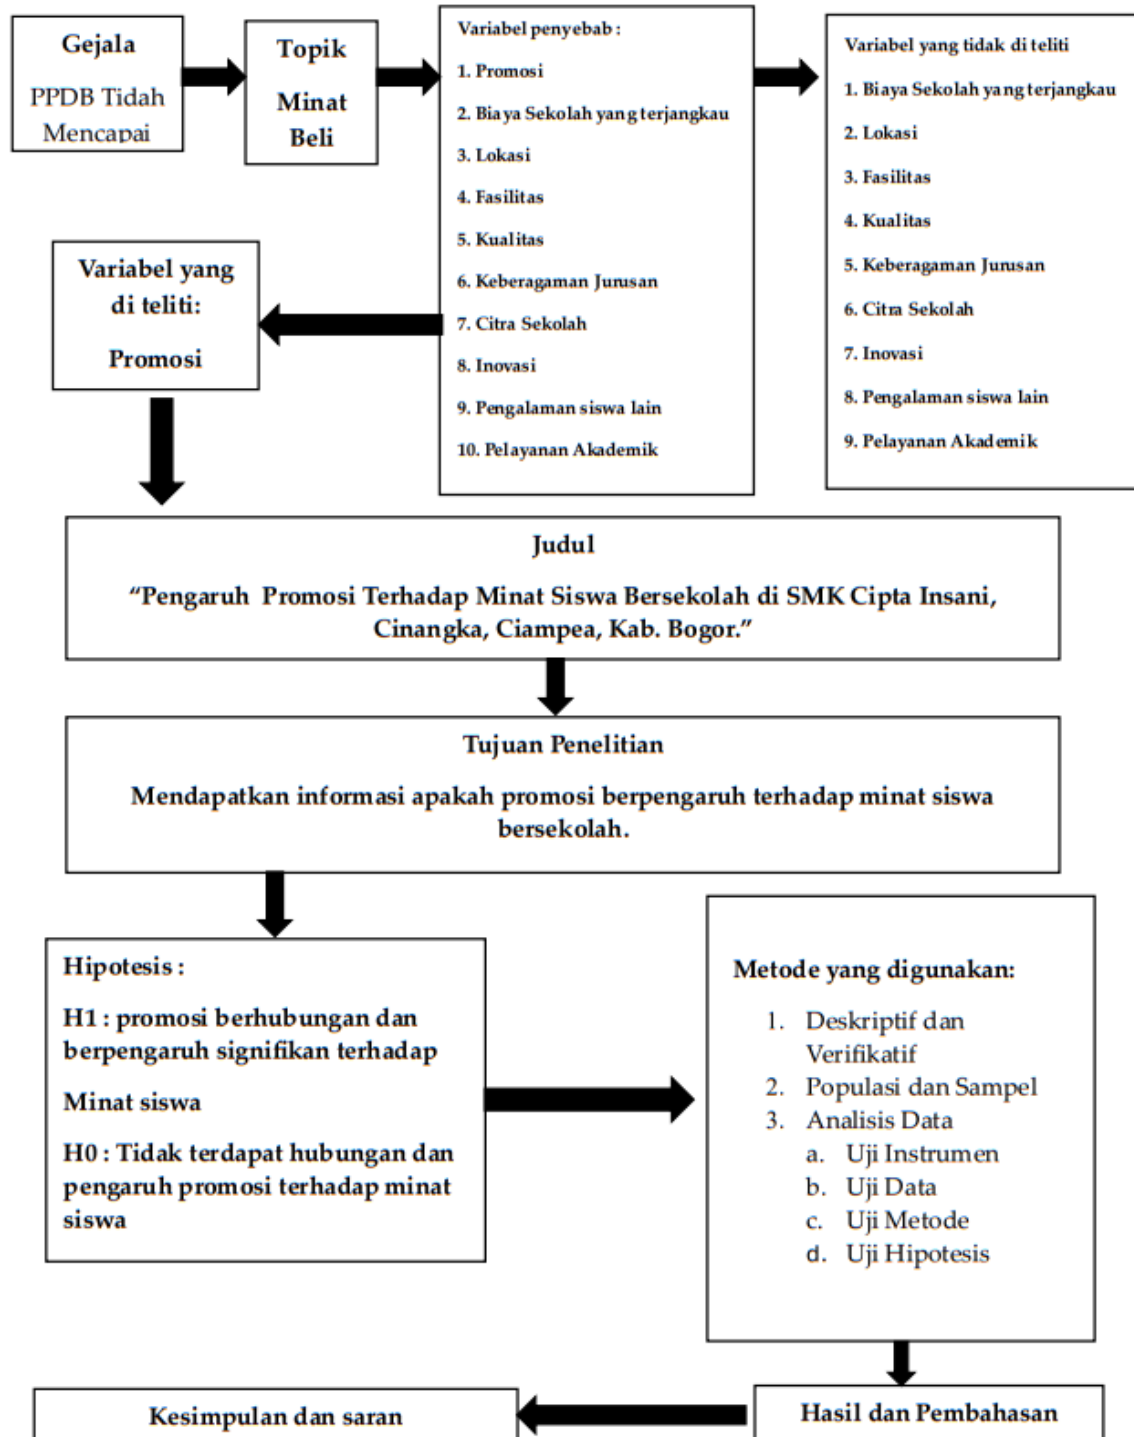 Gejala
PPDB Tidah
Mencapai
Topik
Minat
Beli
Variabel penyebab :
1. Promosi
2. Biaya Sekolah yang terjangkau
3. Lokasi
4. Fasilitas
5. Kualitas
6. Keberagaman Jurusan
7. Citra Sekolah
8. Inovasi
9. Pengalaman siswa lain
10. Pelayanan Akademik
Variabel yang tidak di teliti
1. Biaya Sekolah yang terjangkau
2. Lokasi
3. Fasilitas
4. Kualitas
5. Keberagaman Jurusan
6. Citra Sekolah
7. Inovasi
8. Pengalaman siswa lain
9. Pelayanan Akademik
Variabel yang
di teliti:
Promosi
Judul
“Pengaruh Promosi Terhadap Minat Siswa Bersekolah di SMK Cipta Insani,
Cinangka, Ciampea, Kab. Bogor.”
Tujuan Penelitian
Mendapatkan informasi apakah promosi berpengaruh terhadap minat siswa
bersekolah.
Hipotesis :
H1 : promosi berhubungan dan
berpengaruh signifikan terhadap
Minat siswa
H0 : Tidak terdapat hubungan dan
pengaruh promosi terhadap minat
siswa
Metode yang digunakan:
1. Deskriptif dan
Verifikatif
2. Populasi dan Sampel
3. Analisis Data
a. Uji Instrumen
b. Uji Data
c. Uji Metode
d. Uji Hipotesis
Hasil dan Pembahasan
Kesimpulan dan saran